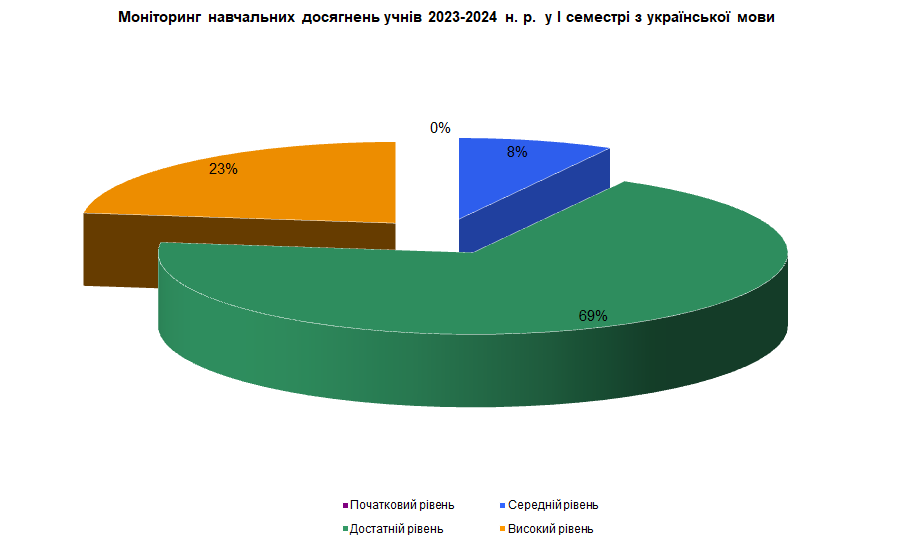 Моніторинг навчальних досягнень учнів 2023-2024 н. р. у І семестрі з української мови
0%
8%
23%
69%
Початковий рівень
Середній рівень
Достатній рівень
Високий рівень